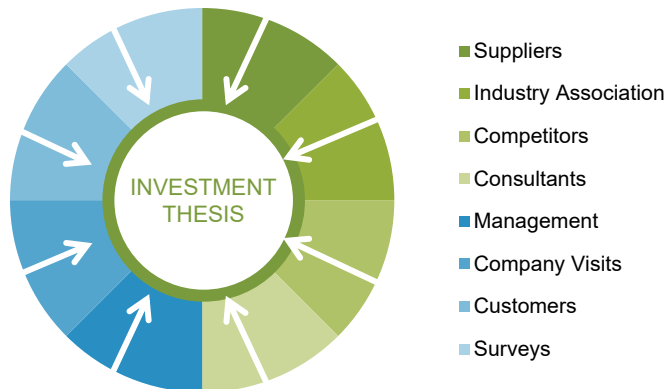 INVESTMENT
THESIS
Suppliers
Industry Association
Competitors
Consultants
Management
Company Visits
Customers
Surveys